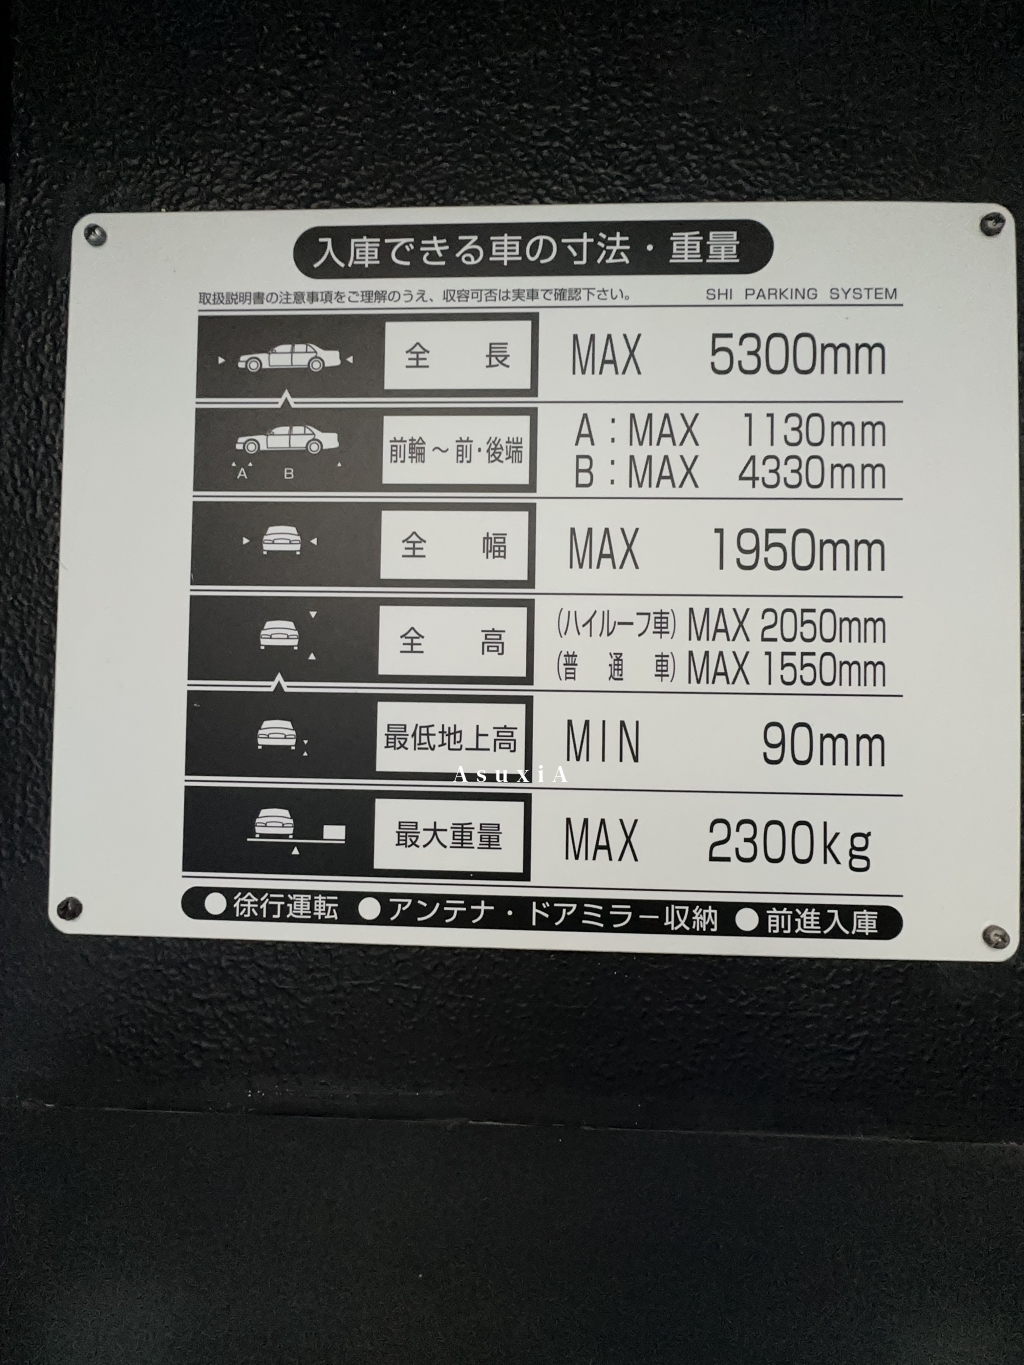 入庫できる車の寸法・重量
取扱説明書の注意事項をご理解のうえ、収容可否は実車で確認下さい。 SHI PARKING SYSTEM
全 長 MAX 5300mm
前輪～前・後端 A：MAX 1130mm
A B B：MAX 4330mm
全 幅 MAX 1950mm
全 高 (ハイルーフ車) MAX 2050mm
(普 通 車) MAX 1550mm
最低地上高 MIN 90mm
AsuxiA
最大重量 MAX 2300kg
●徐行運転 ●アンテナ・ドアミラー収納 ●前進入庫